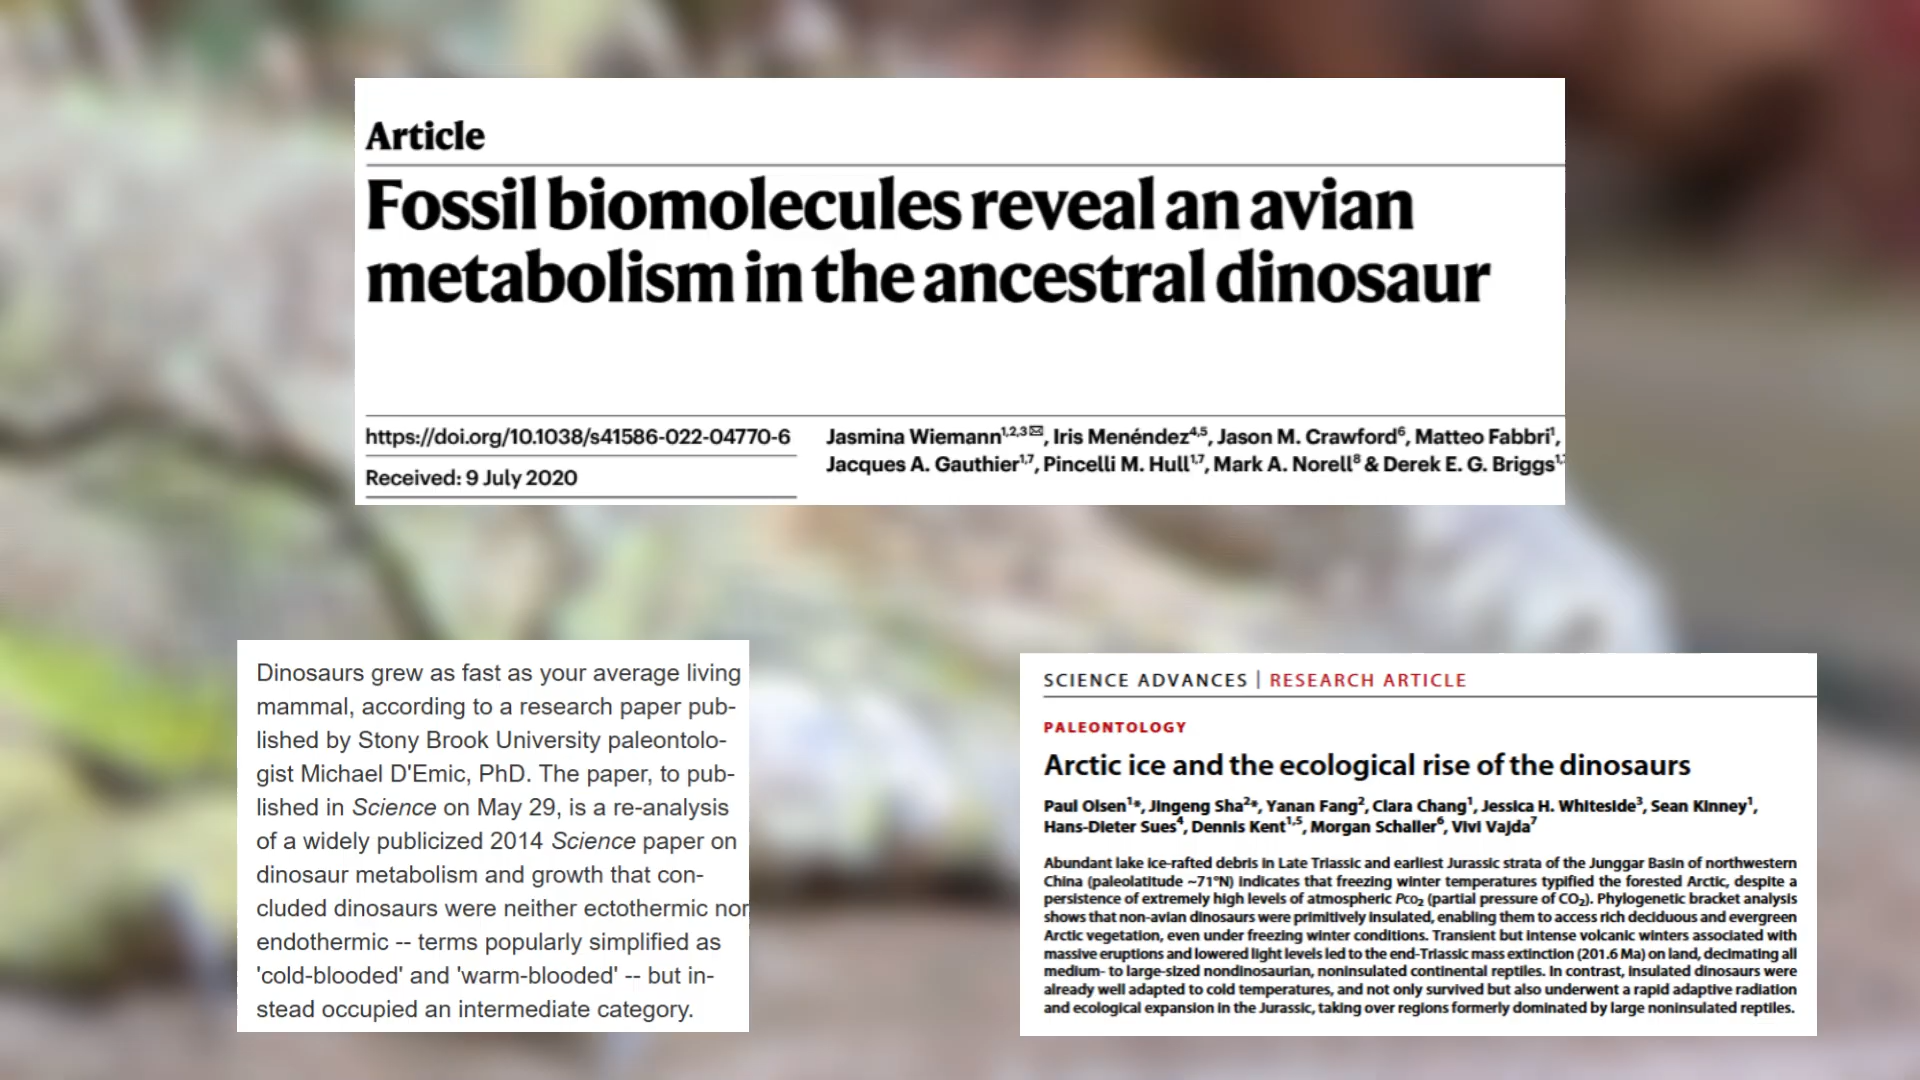 Article
Fossil biomolecules reveal an avian
metabolism in the ancestral dinosaur
https://doi.org/10.1038/s41586-022-04770-6
Received: 9 July 2020
Jasmina Wiemann1,2,3✉, Iris Menéndez4,5, Jason M. Crawford6, Matteo Fabbri1,
Jacques A. Gauthier1,7, Pincelli M. Hull1,7, Mark A. Norell8 & Derek E. G. Briggs1,
Dinosaurs grew as fast as your average living
mammal, according to a research paper pub-
lished by Stony Brook University paleontolo-
gist Michael D'Emic, PhD. The paper, to pub-
lished in Science on May 29, is a re-analysis
of a widely publicized 2014 Science paper on
dinosaur metabolism and growth that con-
cluded dinosaurs were neither ectothermic nor
endothermic -- terms popularly simplified as
'cold-blooded' and 'warm-blooded' -- but in-
stead occupied an intermediate category.
SCIENCE ADVANCES | RESEARCH ARTICLE
PALEONTOLOGY
Arctic ice and the ecological rise of the dinosaurs
Paul Olsen1*, Jingeng Sha2*, Yanan Fang2, Clara Chang1, Jessica H. Whiteside3, Sean Kinney1,
Hans-Dieter Sues4, Dennis Kent1,5, Morgan Schaller6, Vivi Vajda7
Abundant lake ice-rafted debris in Late Triassic and earliest Jurassic strata of the Junggar Basin of northwestern
China (paleolatitude ~71°N) indicates that freezing winter temperatures typified the forested Arctic, despite a
persistence of extremely high levels of atmospheric PCO2 (partial pressure of CO2). Phylogenetic bracket analysis
shows that non-avian dinosaurs were primitively insulated, enabling them to access rich deciduous and evergreen
Arctic vegetation, even under freezing winter conditions. Transient but intense volcanic winters associated with
massive eruptions and lowered light levels led to the end-Triassic mass extinction (201.6 Ma) on land, decimating all
medium- to large-sized nondinosaurian, noninsulated continental reptiles. In contrast, insulated dinosaurs were
already well adapted to cold temperatures, and not only survived but also underwent a rapid adaptive radiation
and ecological expansion in the Jurassic, taking over regions formerly dominated by large noninsulated reptiles.